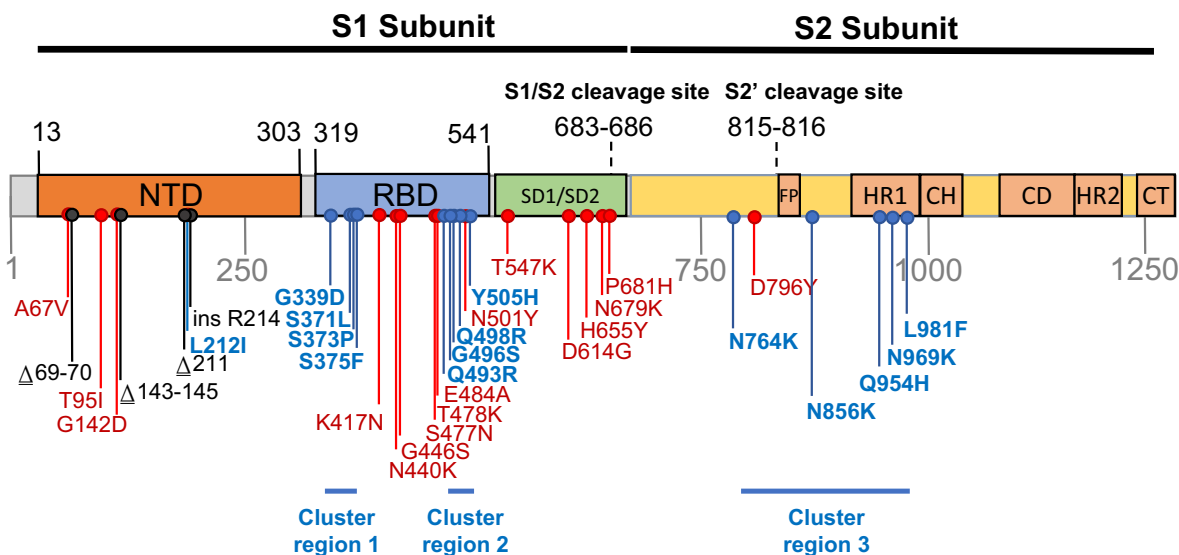 S1 Subunit
S2 Subunit
S1/S2 cleavage site
S2’ cleavage site
13
303
319
541
683-686
815-816
NTD
RBD
SD1/SD2
FP
HR1
CH
CD
HR2
CT
1
250
750
1000
1250
A67V
Δ69-70
T95I
G142D
Δ143-145
Δ211
L212I
ins R214
G339D
S371L
S373P
S375F
K417N
N440K
G446S
S477N
T478K
E484A
Q493R
G496S
Q498R
N501Y
Y505H
T547K
D614G
H655Y
N679K
P681H
N764K
D796Y
N856K
Q954H
N969K
L981F
Cluster
region 1
Cluster
region 2
Cluster
region 3